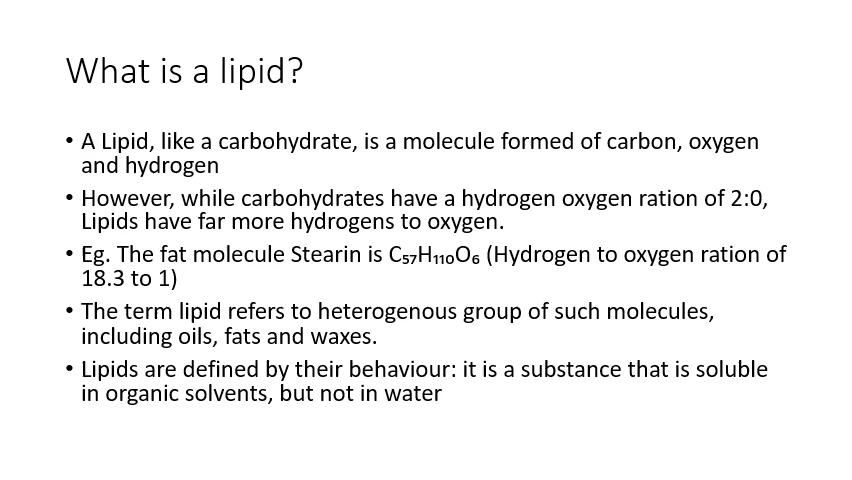 What is a lipid?
• A Lipid, like a carbohydrate, is a molecule formed of carbon, oxygen
and hydrogen
• However, while carbohydrates have a hydrogen oxygen ration of 2:0,
Lipids have far more hydrogens to oxygen.
• Eg. The fat molecule Stearin is C₅₇H₁₁₀O₆ (Hydrogen to oxygen ration of
18.3 to 1)
• The term lipid refers to heterogenous group of such molecules,
including oils, fats and waxes.
• Lipids are defined by their behaviour: it is a substance that is soluble
in organic solvents, but not in water